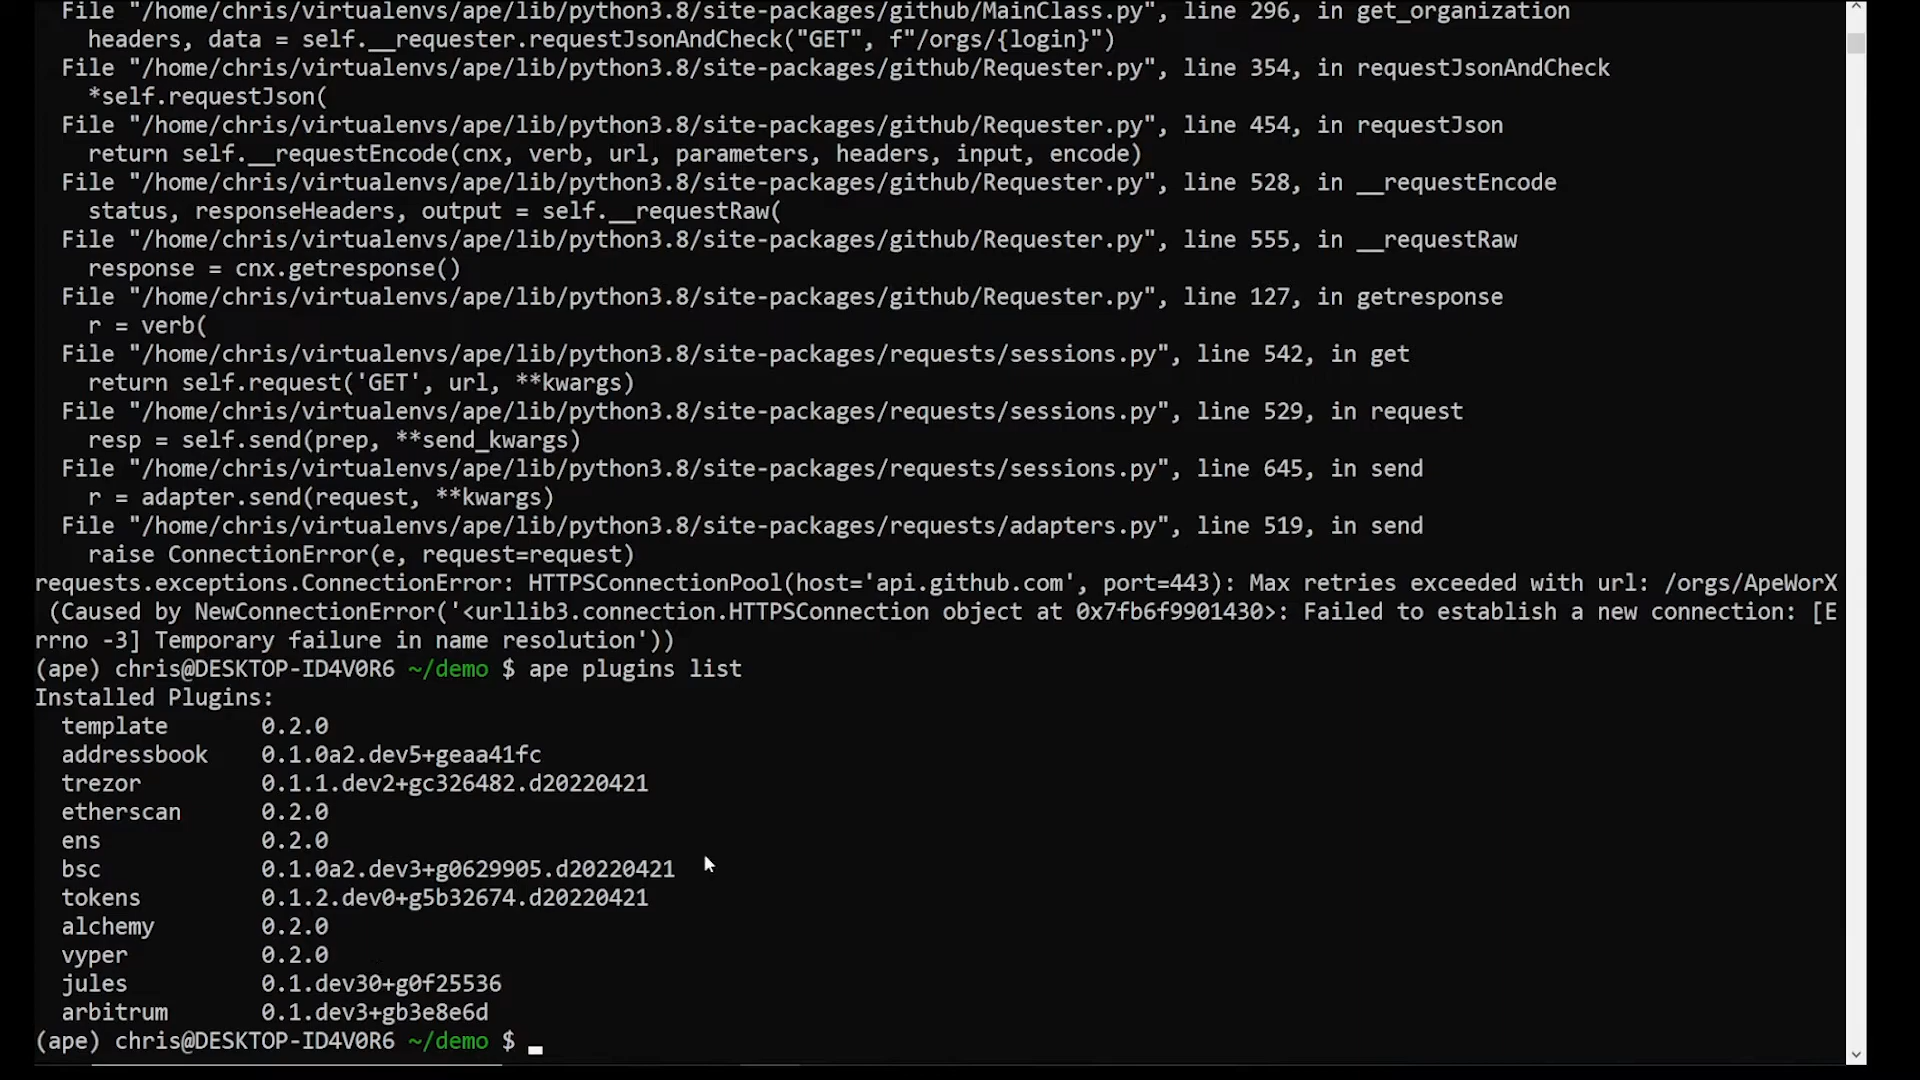 File "/home/chris/virtualenvs/ape/lib/python3.8/site-packages/github/MainClass.py", line 296, in get_organization
headers, data = self.__requester.requestJsonAndCheck("GET", f"/orgs/{login}")
File "/home/chris/virtualenvs/ape/lib/python3.8/site-packages/github/Requester.py", line 354, in requestJsonAndCheck
*self.requestJson(
File "/home/chris/virtualenvs/ape/lib/python3.8/site-packages/github/Requester.py", line 454, in requestJson
return self.__requestEncode(cnx, verb, url, parameters, headers, input, encode)
File "/home/chris/virtualenvs/ape/lib/python3.8/site-packages/github/Requester.py", line 528, in __requestEncode
status, responseHeaders, output = self.__requestRaw(
File "/home/chris/virtualenvs/ape/lib/python3.8/site-packages/github/Requester.py", line 555, in __requestRaw
response = cnx.getresponse()
File "/home/chris/virtualenvs/ape/lib/python3.8/site-packages/github/Requester.py", line 127, in getresponse
r = verb(
File "/home/chris/virtualenvs/ape/lib/python3.8/site-packages/requests/sessions.py", line 542, in get
return self.request('GET', url, **kwargs)
File "/home/chris/virtualenvs/ape/lib/python3.8/site-packages/requests/sessions.py", line 529, in request
resp = self.send(prep, **send_kwargs)
File "/home/chris/virtualenvs/ape/lib/python3.8/site-packages/requests/sessions.py", line 645, in send
r = adapter.send(request, **kwargs)
File "/home/chris/virtualenvs/ape/lib/python3.8/site-packages/requests/adapters.py", line 519, in send
raise ConnectionError(e, request=request)
requests.exceptions.ConnectionError: HTTPSConnectionPool(host='api.github.com', port=443): Max retries exceeded with url: /orgs/ApeWorX
(Caused by NewConnectionError('<urllib3.connection.HTTPSConnection object at 0x7fb6f9901430>: Failed to establish a new connection: [E
rrno -3] Temporary failure in name resolution'))
(ape) chris@DESKTOP-ID4V0R6 ~/demo $ ape plugins list
Installed Plugins:
template 0.2.0
addressbook 0.1.0a2.dev5+geaa41fc
trezor 0.1.1.dev2+gc326482.d20220421
etherscan 0.2.0
ens 0.2.0
bsc 0.1.0a2.dev3+g0629905.d20220421
tokens 0.1.2.dev0+g5b32674.d20220421
alchemy 0.2.0
vyper 0.2.0
jules 0.1.dev30+g0f25536
arbitrum 0.1.dev3+gb3e8e6d
(ape) chris@DESKTOP-ID4V0R6 ~/demo $